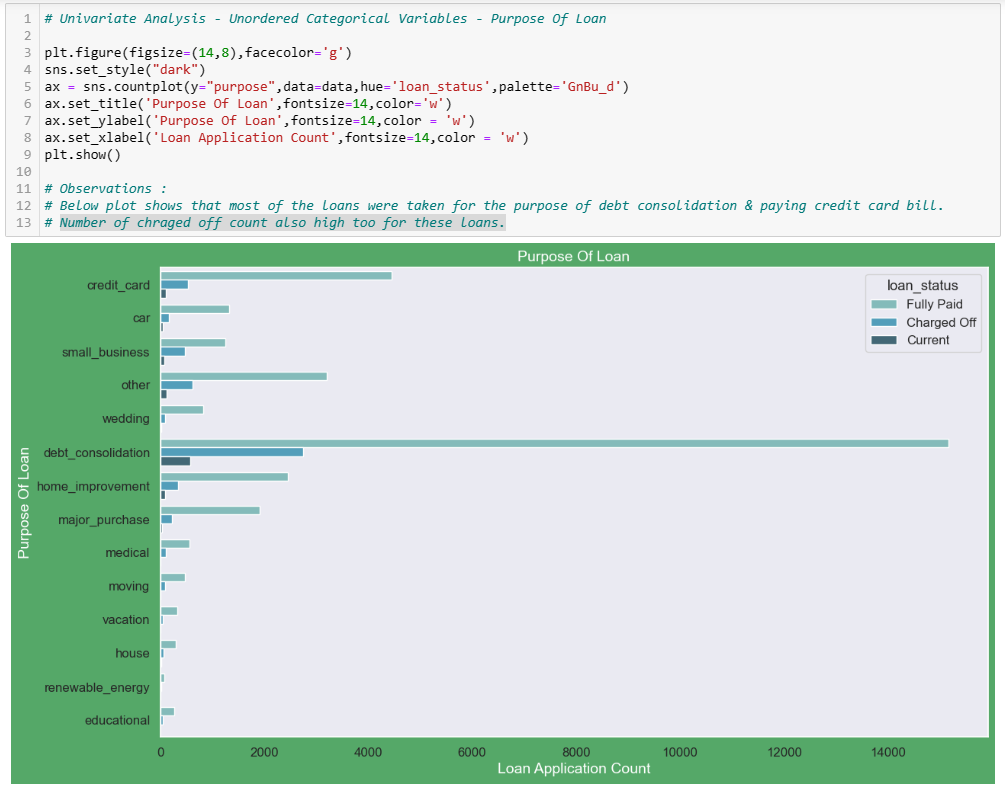 1 # Univariate Analysis - Unordered Categorical Variables - Purpose Of Loan
2
3 plt.figure(figsize=(14,8),facecolor='g')
4 sns.set_style("dark")
5 ax = sns.countplot(y="purpose",data=data,hue='loan_status',palette='GnBu_d')
6 ax.set_title('Purpose Of Loan',fontsize=14,color='w')
7 ax.set_ylabel('Purpose Of Loan',fontsize=14,color = 'w')
8 ax.set_xlabel('Loan Application Count',fontsize=14,color = 'w')
9 plt.show()
10
11 # Observations :
12 # Below plot shows that most of the Loans were taken for the purpose of debt consolidation & paying credit card bill.
13 # Number of chraged off count also high too for these loans.
Purpose Of Loan
loan_status
Fully Paid
Charged Off
Current
Purpose Of Loan
credit_card
car
small_business
other
wedding
debt_consolidation
home_improvement
major_purchase
medical
moving
vacation
house
renewable_energy
educational
0 2000 4000 6000 8000 10000 12000 14000
Loan Application Count